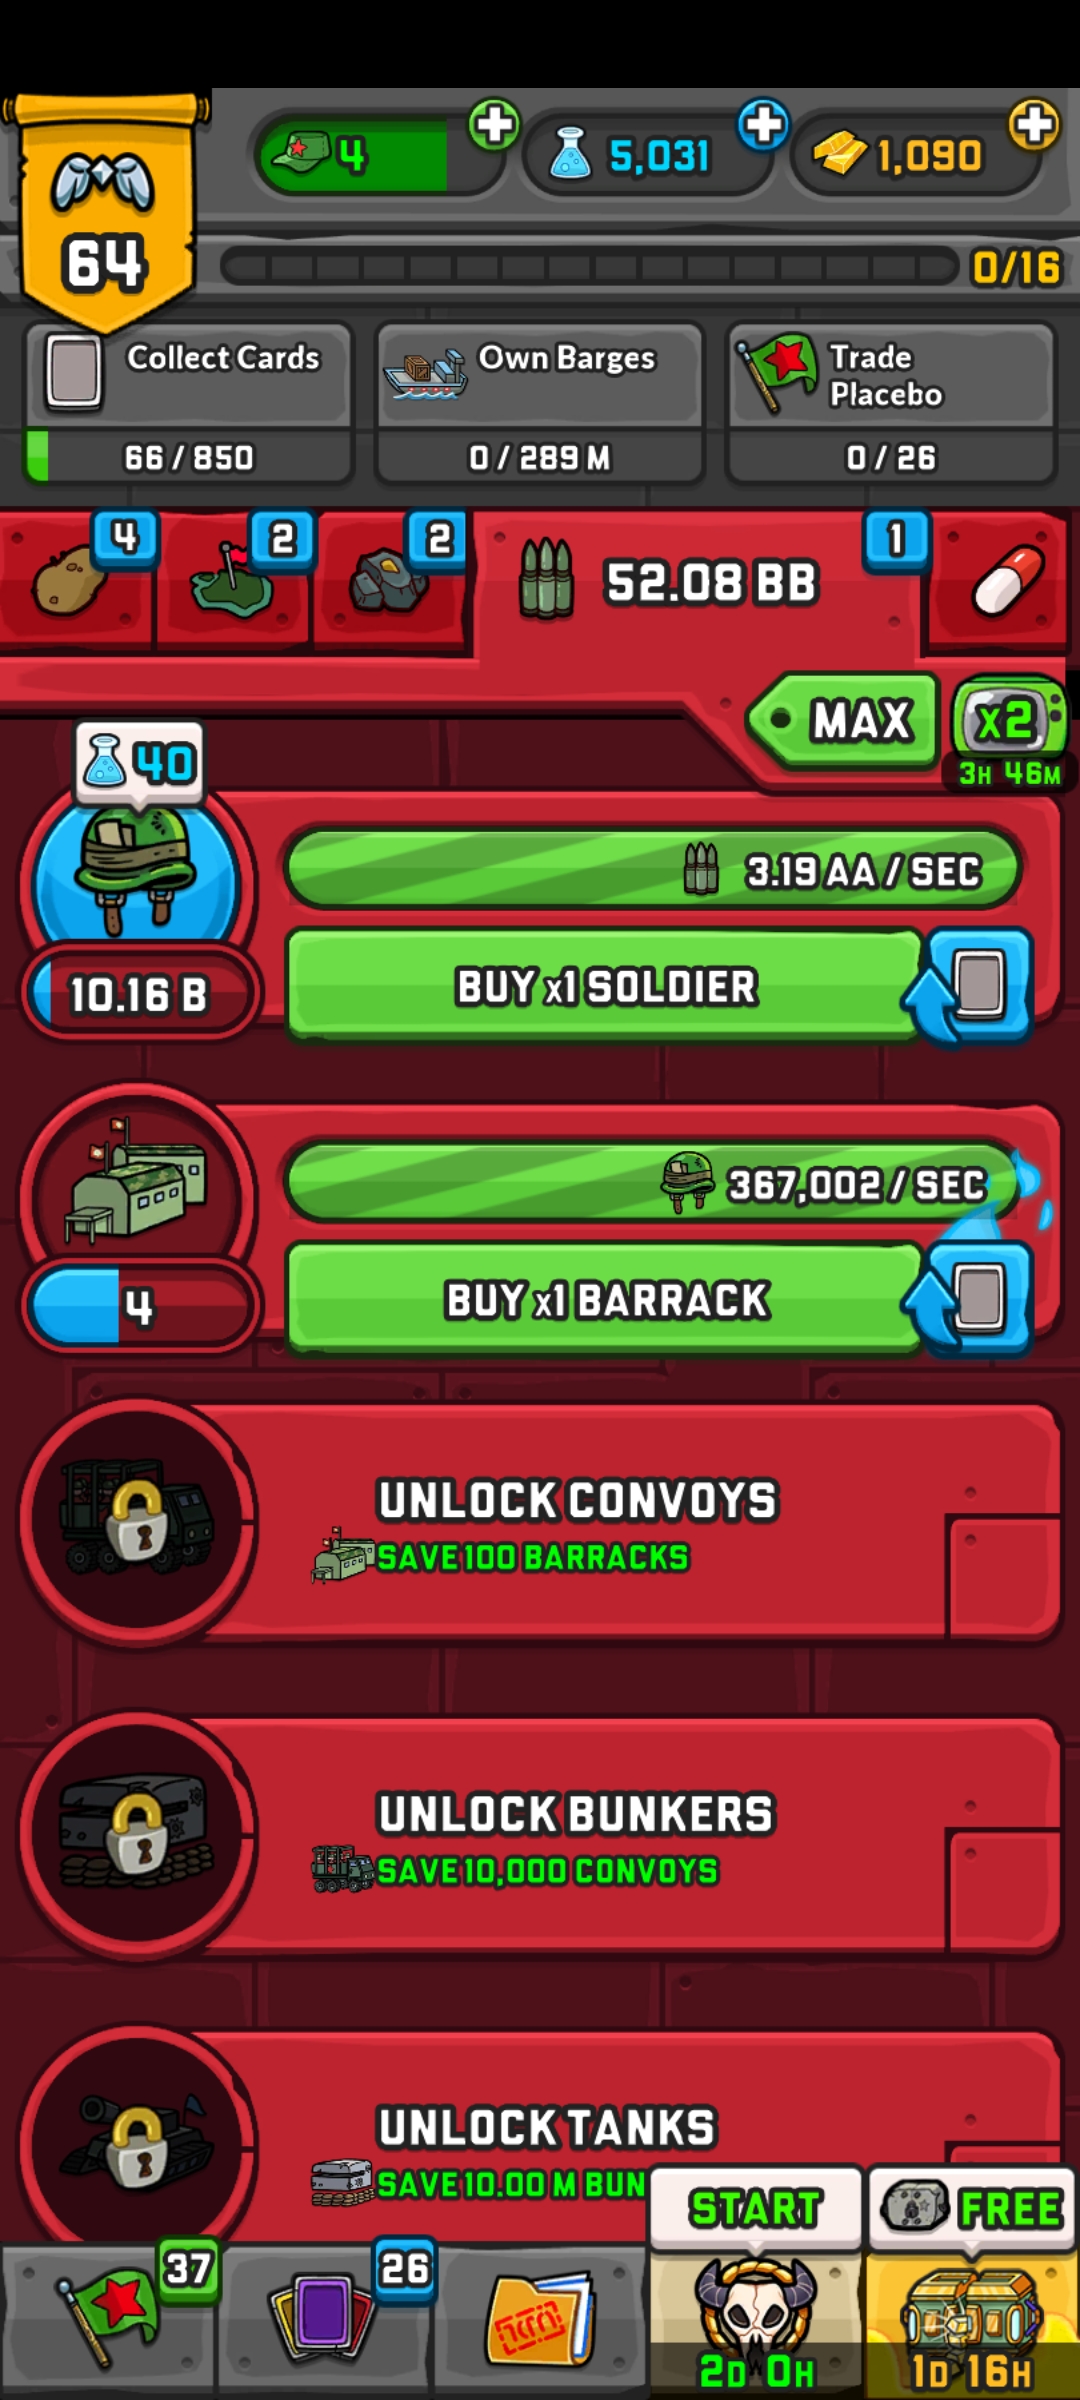 4
5,031
1,090
64
0/16
Collect Cards
66 / 850
Own Barges
0 / 289 M
Trade
Placebo
0 / 26
4
2
2
52.08 BB
1
MAX
X2
3H 46M
40
3.19 AA / SEC
10.16 B
BUY x1 SOLDIER
367,002 / SEC
4
BUY x1 BARRACK
UNLOCK CONVOYS
SAVE 100 BARRACKS
UNLOCK BUNKERS
SAVE 10,000 CONVOYS
UNLOCK TANKS
SAVE 10.00 M BUN
START
FREE
37
26
2D 0H
1D 16H